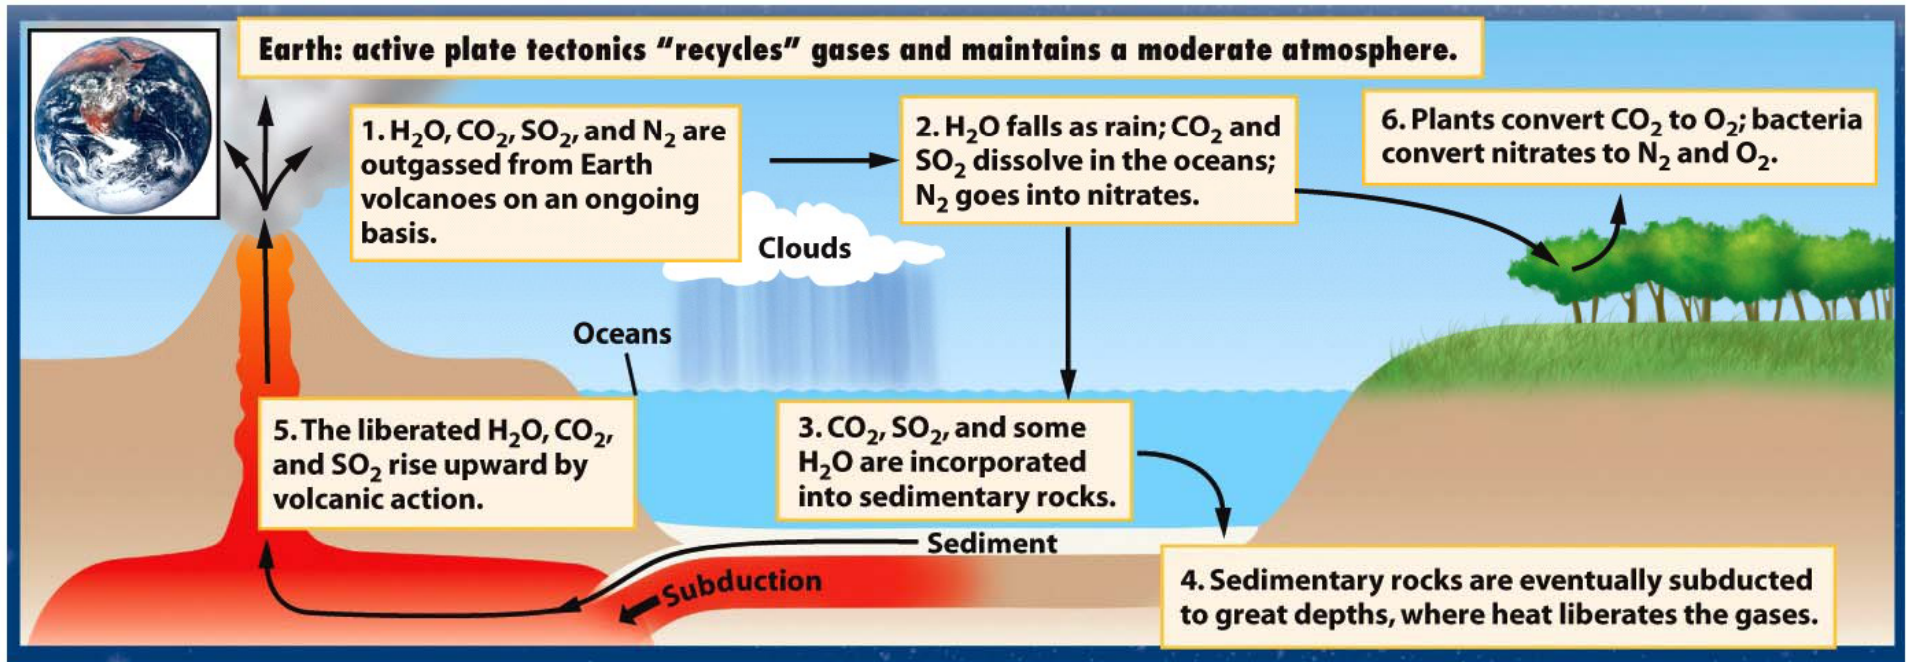 Earth: active plate tectonics “recycles” gases and maintains a moderate atmosphere.
1. H₂O, CO₂, SO₂, and N₂ are
outgassed from Earth
volcanoes on an ongoing
basis.
2. H₂O falls as rain; CO₂ and
SO₂ dissolve in the oceans;
N₂ goes into nitrates.
6. Plants convert CO₂ to O₂; bacteria
convert nitrates to N₂ and O₂.
Clouds
Oceans
5. The liberated H₂O, CO₂,
and SO₂ rise upward by
volcanic action.
3. CO₂, SO₂, and some
H₂O are incorporated
into sedimentary rocks.
Sediment
Subduction
4. Sedimentary rocks are eventually subducted
to great depths, where heat liberates the gases.